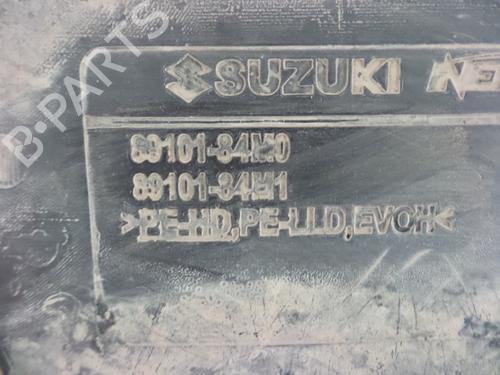 B-PARTS
SUZUKI
89101-84M0
89101-84M1
>PE-HD,PE-LLD,EVOH<